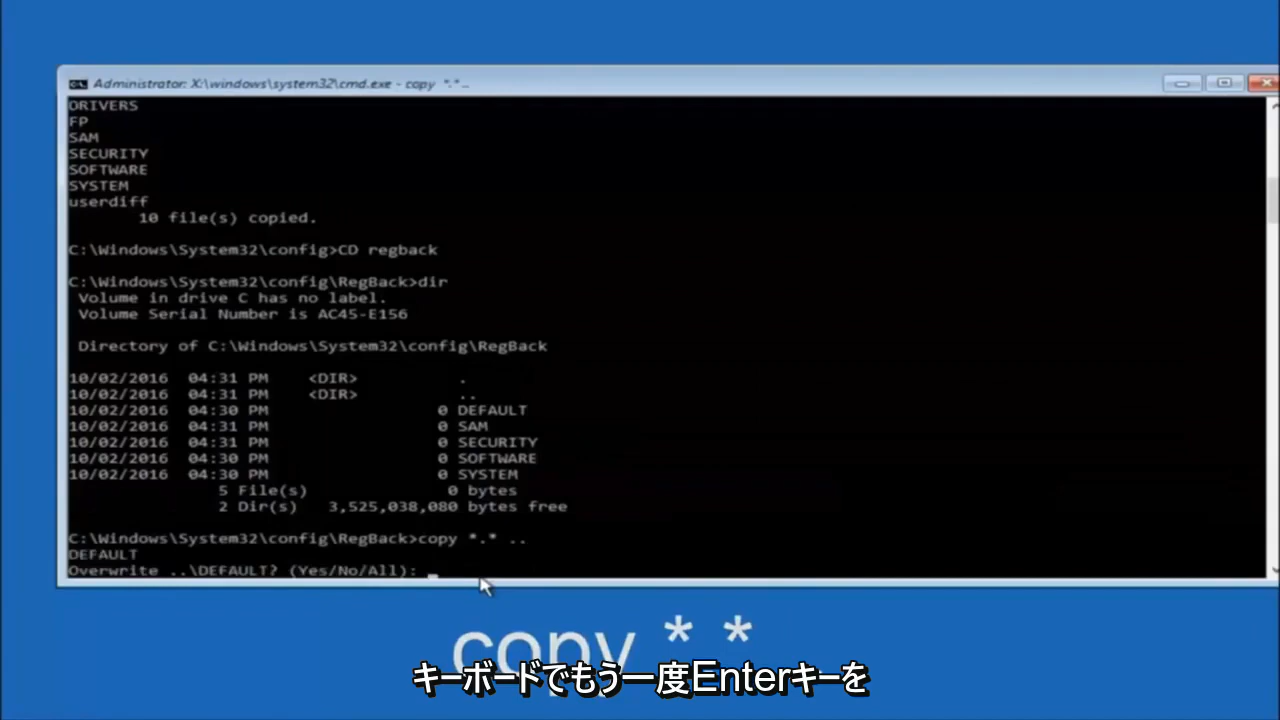 Administrator: X:\windows\system32\cmd.exe - copy *.* ..
DRIVERS
FP
SAM
SECURITY
SOFTWARE
SYSTEM
userdiff
10 file(s) copied.
C:\Windows\System32\config>CD regback
C:\Windows\System32\config\RegBack>dir
Volume in drive C has no label.
Volume Serial Number is AC45-E156
Directory of C:\Windows\System32\config\RegBack
10/02/2016 04:31 PM <DIR> .
10/02/2016 04:31 PM <DIR> ..
10/02/2016 04:30 PM 0 DEFAULT
10/02/2016 04:31 PM 0 SAM
10/02/2016 04:31 PM 0 SECURITY
10/02/2016 04:30 PM 0 SOFTWARE
10/02/2016 04:30 PM 0 SYSTEM
5 File(s) 0 bytes
2 Dir(s) 3,525,038,080 bytes free
C:\Windows\System32\config\RegBack>copy *.* ..
DEFAULT
Overwrite ..\DEFAULT? (Yes/No/All):
copy * *
キーボードでもう一度Enterキーを